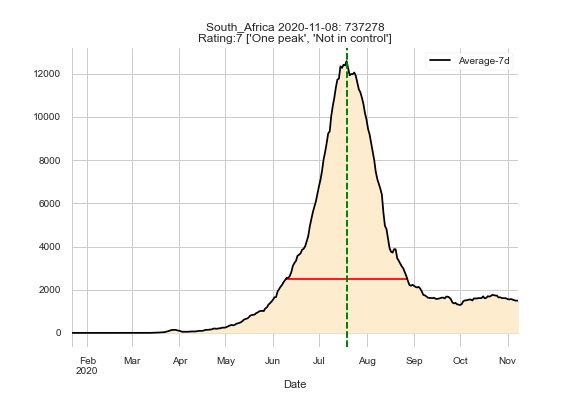 South_Africa 2020-11-08: 737278
Rating:7 ['One peak', 'Not in control']
Average-7d
12000
10000
8000
6000
4000
2000
0
Feb Mar Apr May Jun Jul Aug Sep Oct Nov
2020
Date